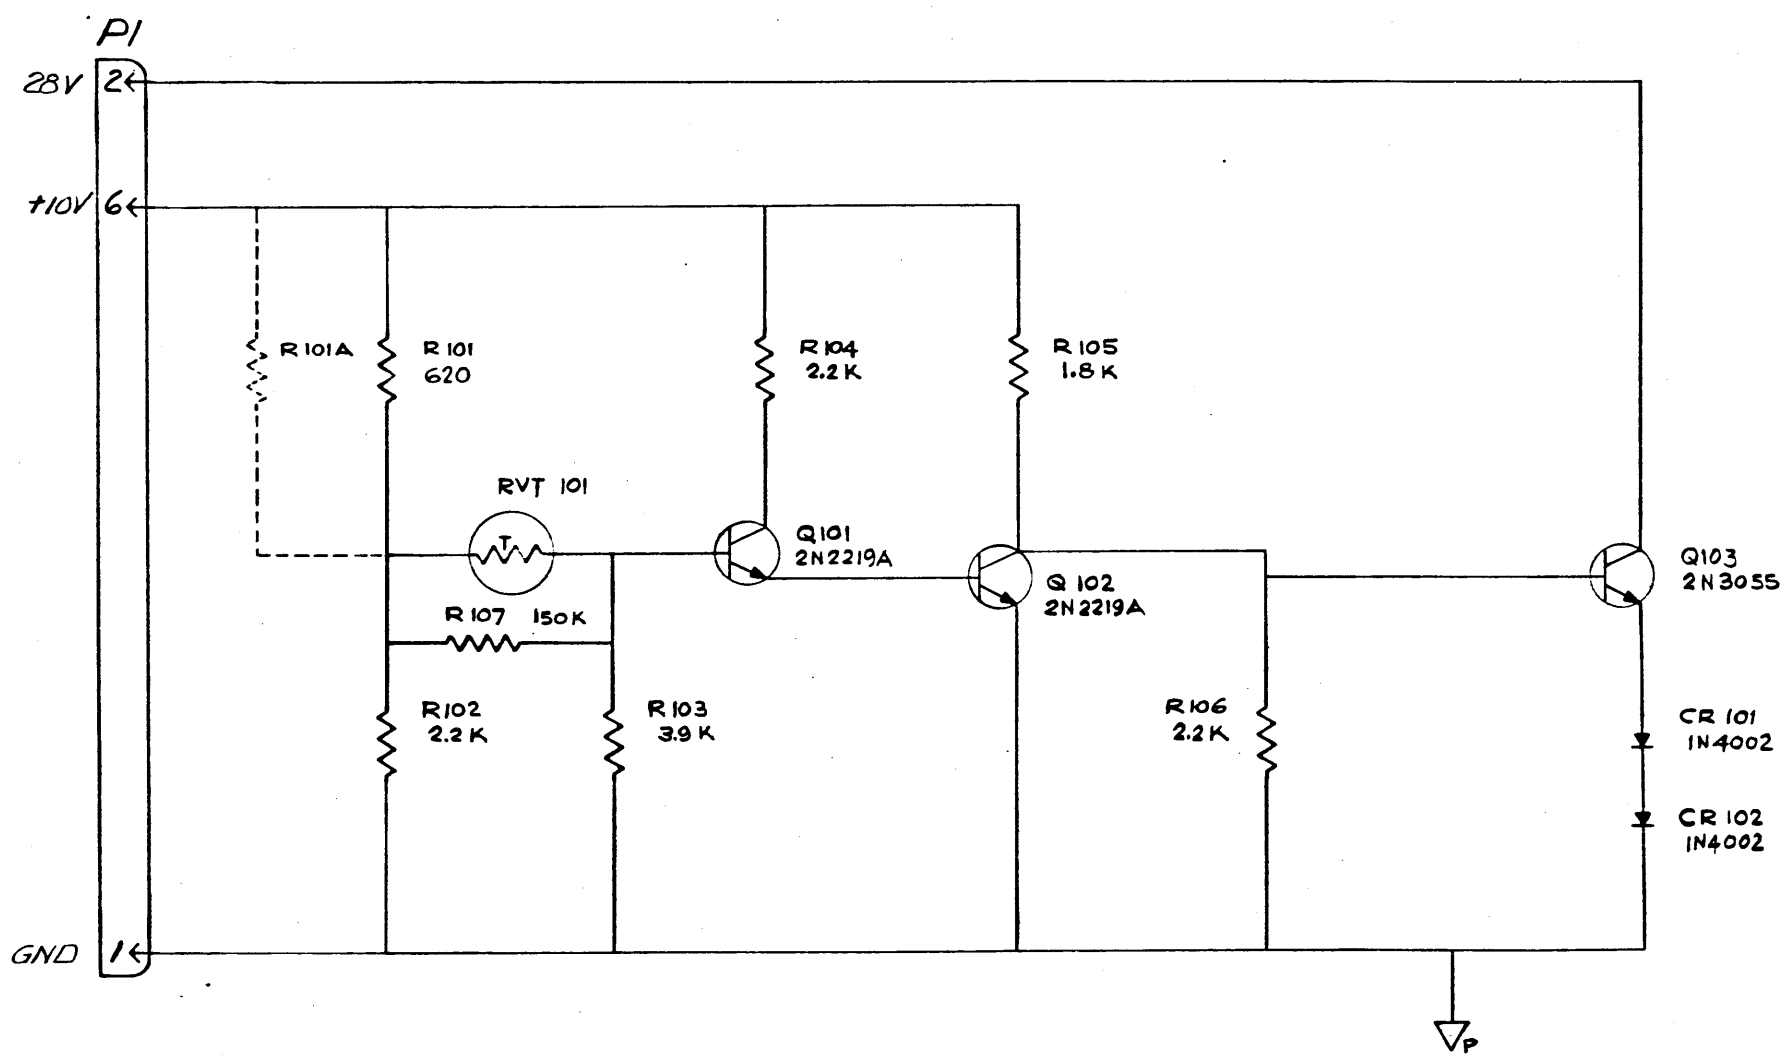 P1
28V 2
+10V 6
R101A
R101
620
R104
2.2K
R105
1.8K
RVT 101
T
Q101
2N2219A
Q102
2N2219A
Q103
2N3055
R107 150K
R102
2.2K
R103
3.9K
R106
2.2K
CR101
1N4002
CR102
1N4002
GND 1
P